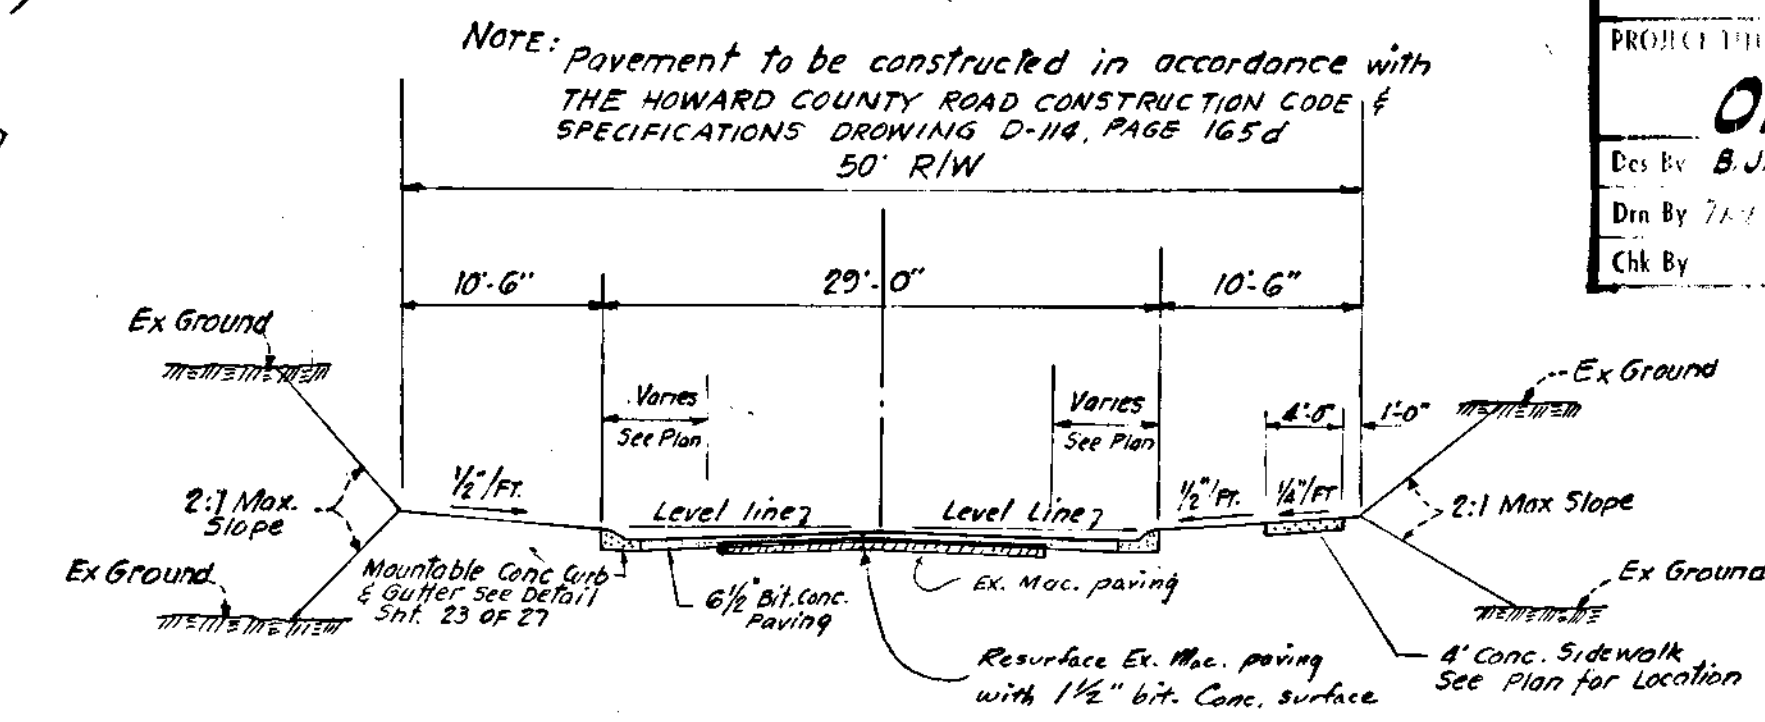 NOTE: Pavement to be constructed in accordance with
THE HOWARD COUNTY ROAD CONSTRUCTION CODE &
SPECIFICATIONS DROWING D-114, PAGE 165d
50' R/W
10'-6"
29'-0"
10'-6"
Ex Ground
Ex Ground
Varies
See Plan
Varies
See Plan
4'-0"
1'-0"
1/2"/FT.
Level line
Level Line
1/2"/FT.
1/4"/FT
2:1 Max.
Slope
2:1 Max Slope
Ex Ground
Ex Ground
Mountable Conc Curb
& Gutter See Detail
Sht. 23 OF 27
6 1/2" Bit. Conc.
Paving
Ex. Mac. paving
Resurface Ex. Mac. paving
with 1 1/2" bit. Conc. surface
4' Conc. Sidewalk
See Plan for Location
PROJECT
Des By B.J.
Drn By
Chk By